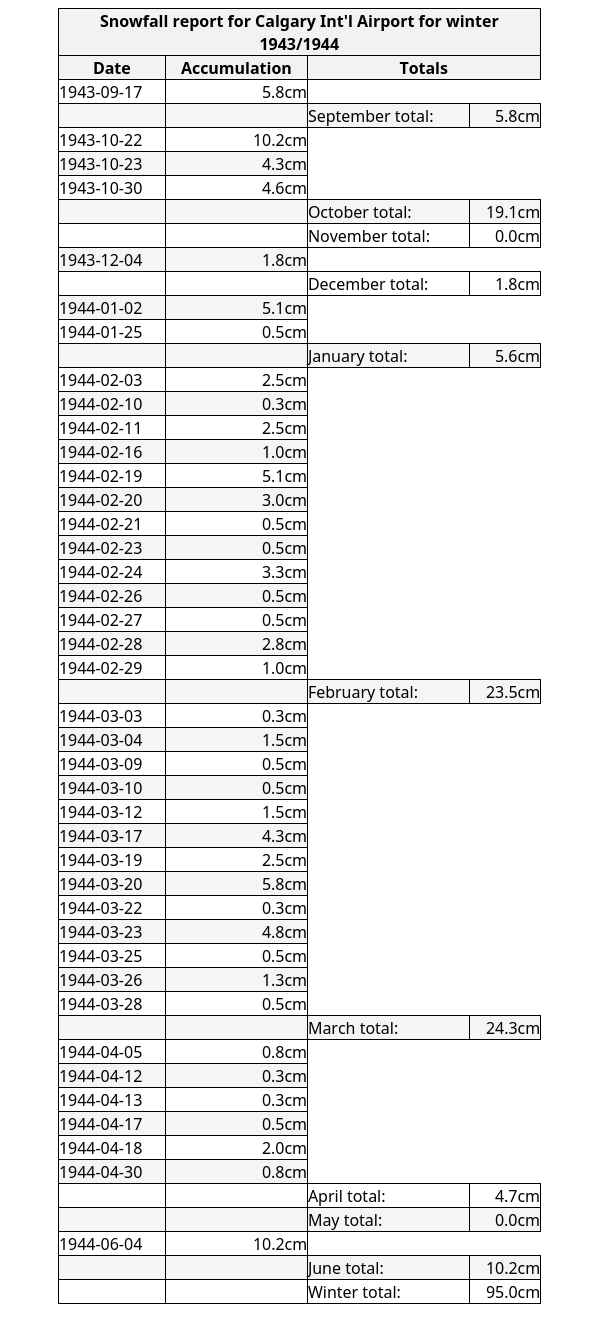 Snowfall report for Calgary Int'l Airport for winter
1943/1944
Date Accumulation Totals
1943-09-17 5.8cm
September total: 5.8cm
1943-10-22 10.2cm
1943-10-23 4.3cm
1943-10-30 4.6cm
October total: 19.1cm
November total: 0.0cm
1943-12-04 1.8cm
December total: 1.8cm
1944-01-02 5.1cm
1944-01-25 0.5cm
January total: 5.6cm
1944-02-03 2.5cm
1944-02-10 0.3cm
1944-02-11 2.5cm
1944-02-16 1.0cm
1944-02-19 5.1cm
1944-02-20 3.0cm
1944-02-21 0.5cm
1944-02-23 0.5cm
1944-02-24 3.3cm
1944-02-26 0.5cm
1944-02-27 0.5cm
1944-02-28 2.8cm
1944-02-29 1.0cm
February total: 23.5cm
1944-03-03 0.3cm
1944-03-04 1.5cm
1944-03-09 0.5cm
1944-03-10 0.5cm
1944-03-12 1.5cm
1944-03-17 4.3cm
1944-03-19 2.5cm
1944-03-20 5.8cm
1944-03-22 0.3cm
1944-03-23 4.8cm
1944-03-25 0.5cm
1944-03-26 1.3cm
1944-03-28 0.5cm
March total: 24.3cm
1944-04-05 0.8cm
1944-04-12 0.3cm
1944-04-13 0.3cm
1944-04-17 0.5cm
1944-04-18 2.0cm
1944-04-30 0.8cm
April total: 4.7cm
May total: 0.0cm
1944-06-04 10.2cm
June total: 10.2cm
Winter total: 95.0cm